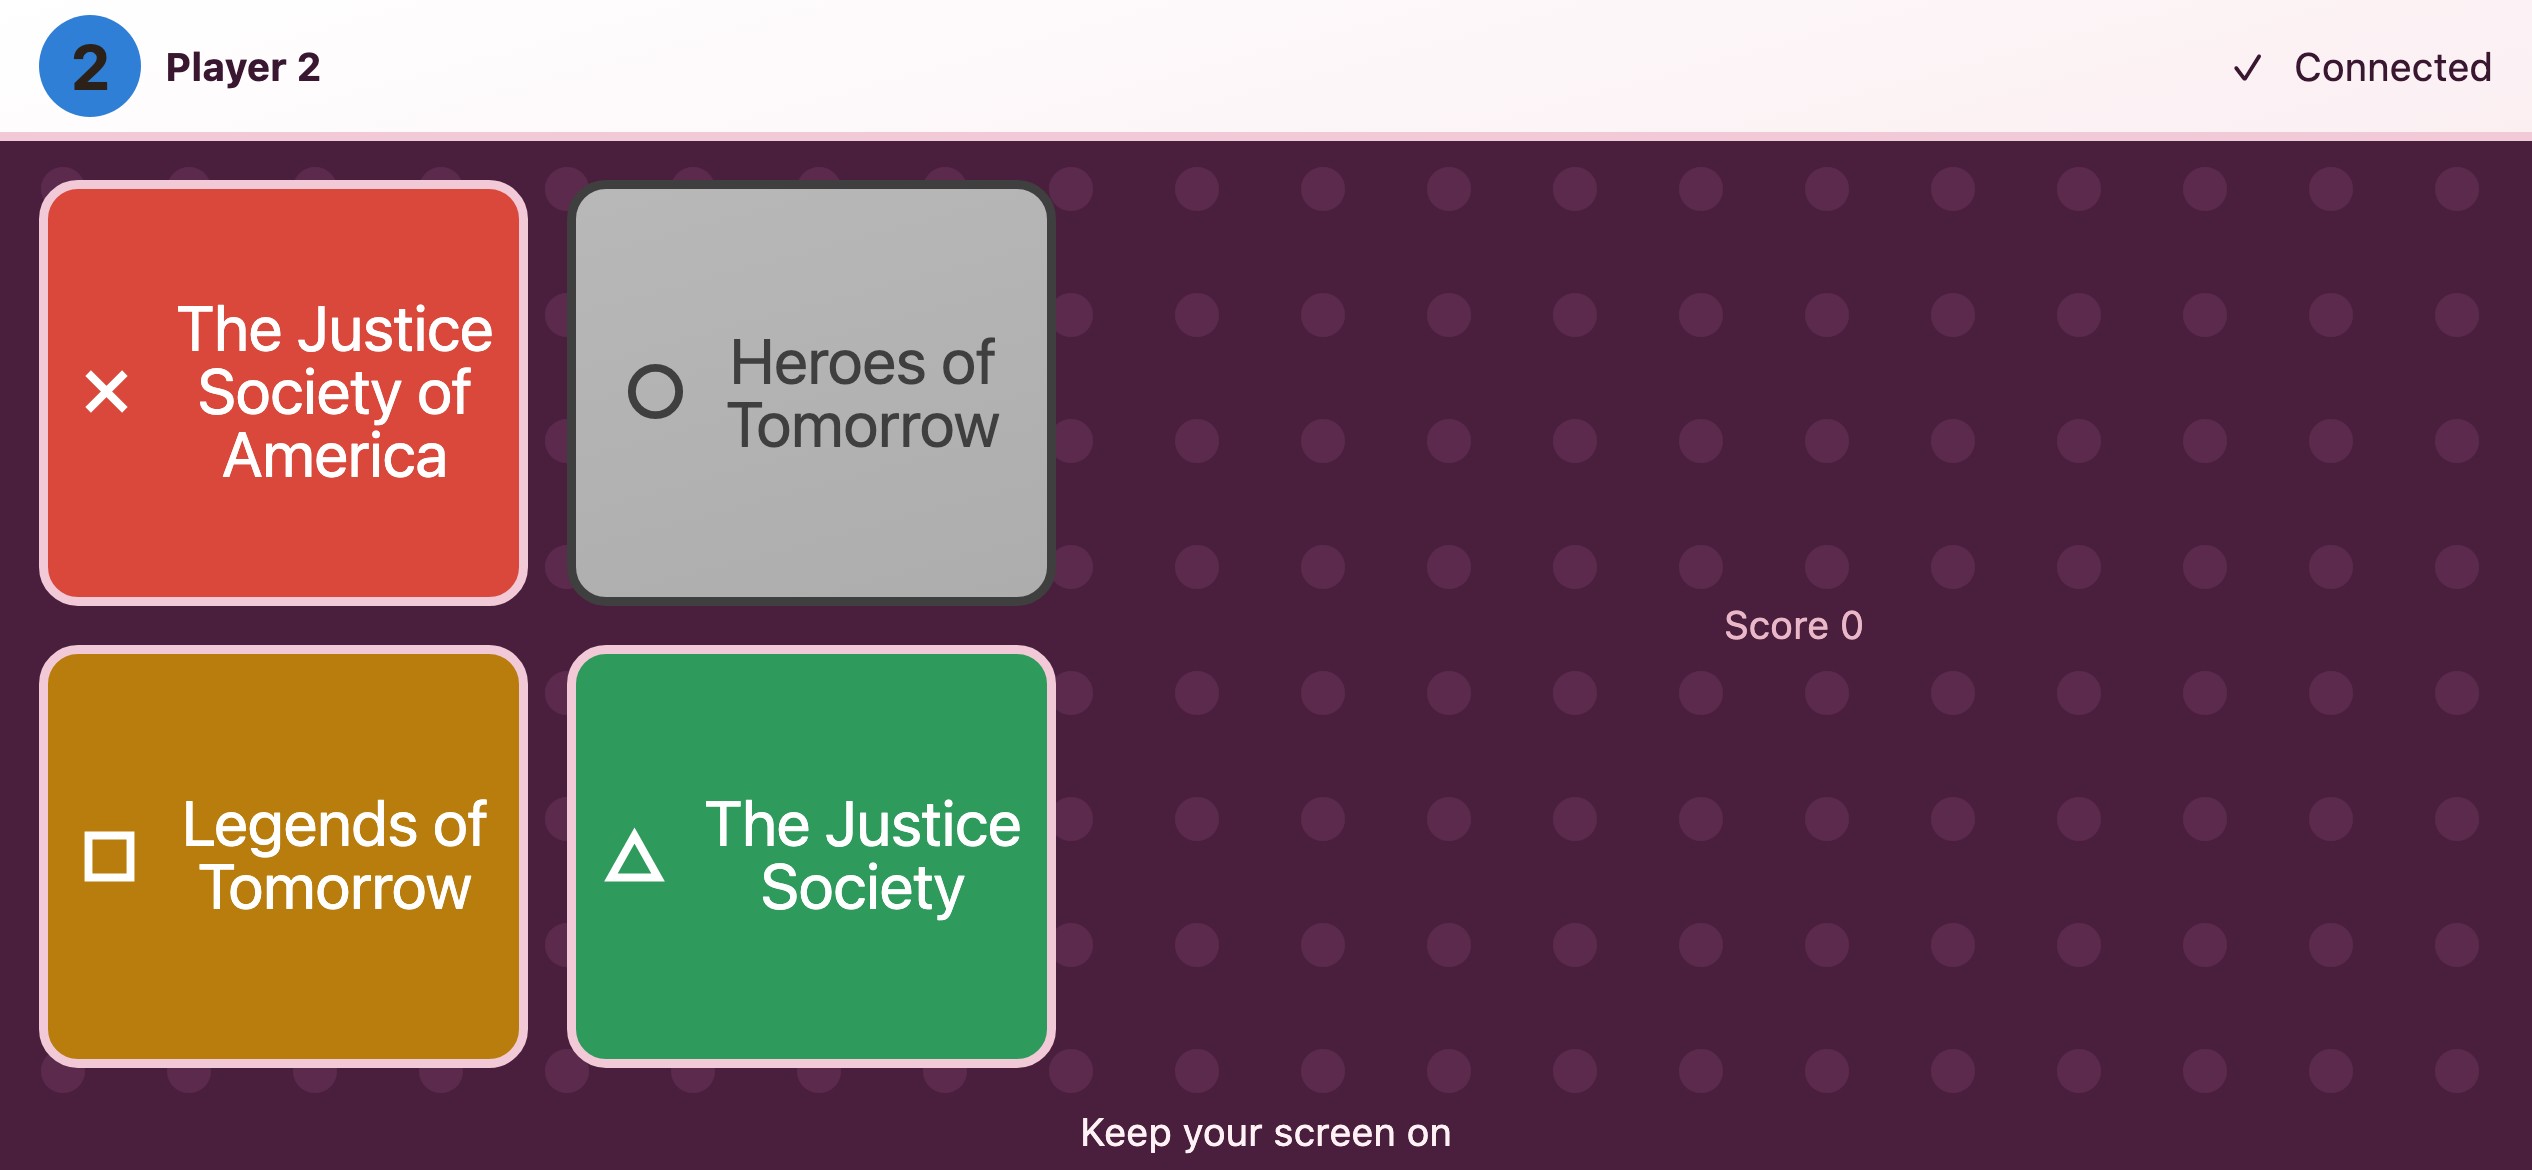 2
Player 2
✓ Connected
The Justice
Society of
America
Heroes of
Tomorrow
Legends of
Tomorrow
The Justice
Society
Score 0
Keep your screen on